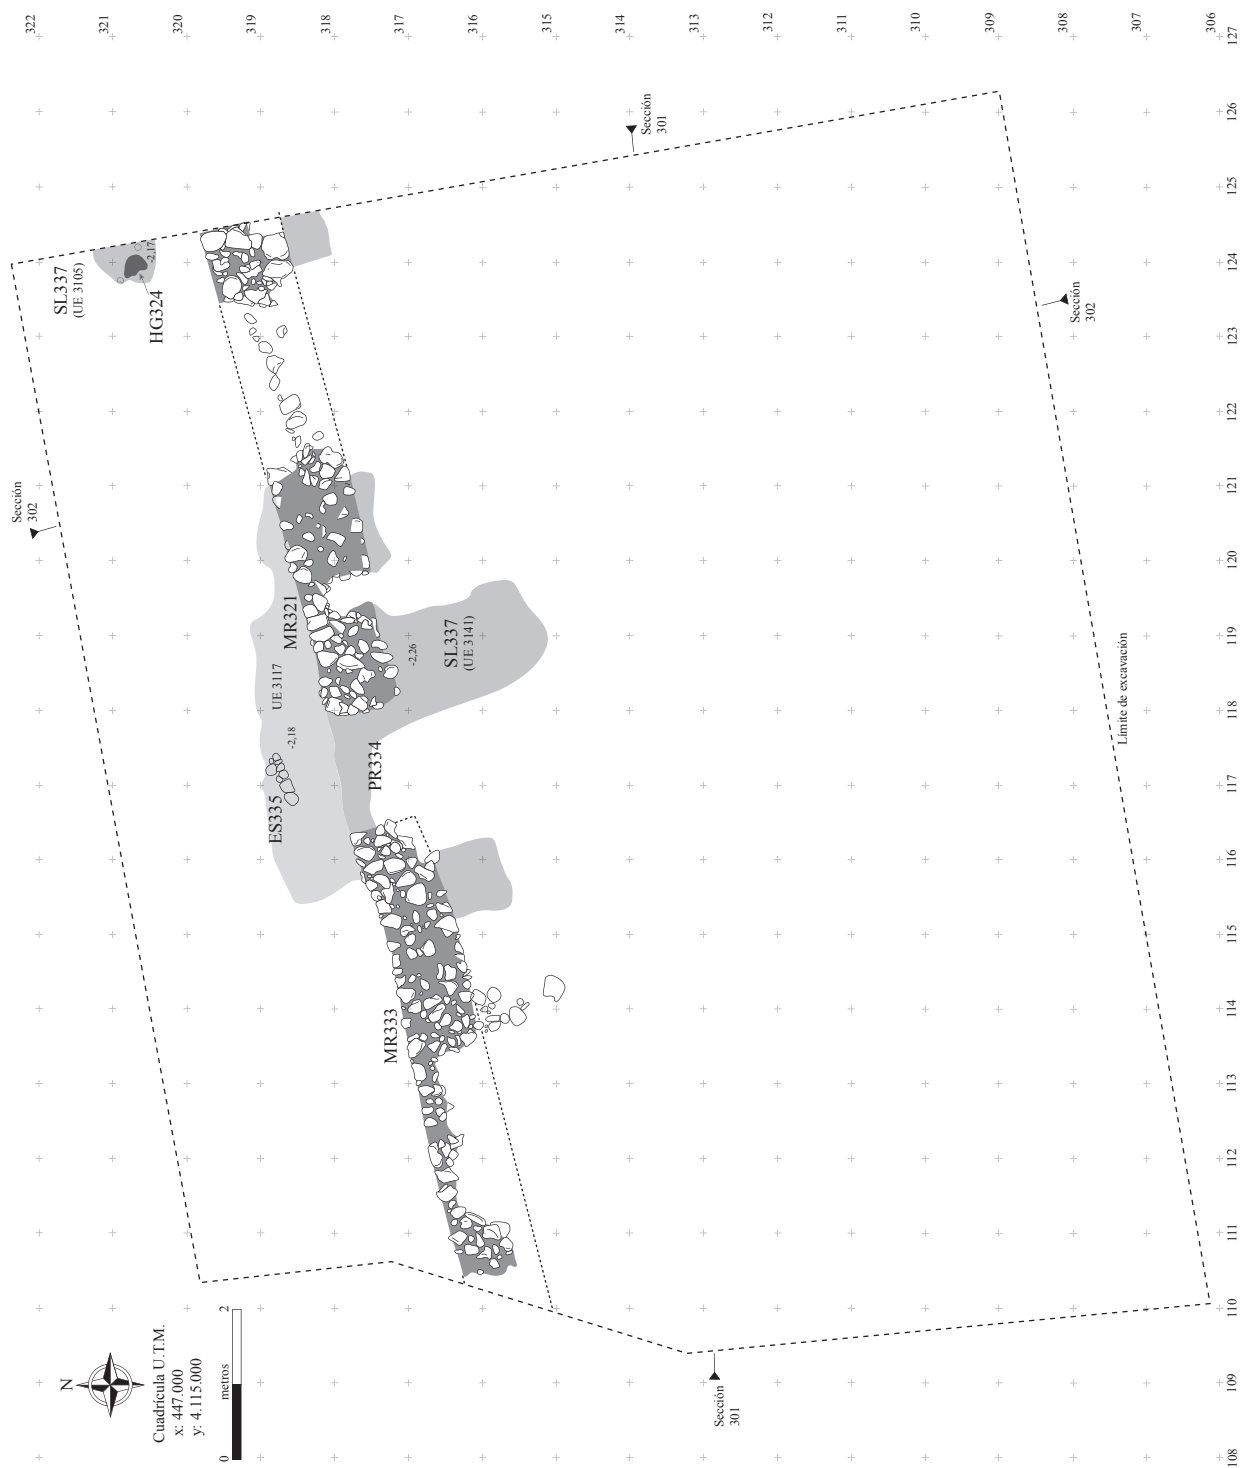 322
321
320
319
318
317
316
315
314
313
312
311
310
309
308
307
306
127
126
125
124
123
122
121
120
119
118
117
116
115
114
113
112
111
110
109
108
Sección
301
SL337
(UE 3105)
-2,17
HG324
Sección
302
Sección
302
MR321
UE 3117
-2,18
ES335
-2,26
SL337
(UE 3141)
PR334
MR333
Límite de excavación
Sección
301
N
Cuadrícula U.T.M.
x: 447.000
y: 4.115.000
0
metros
2